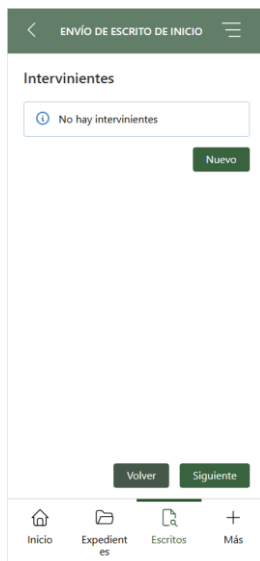 ENVÍO DE ESCRITO DE INICIO
Intervinientes
No hay intervinientes
Nuevo
Volver
Siguiente
Inicio
Expedient
es
Escritos
Más